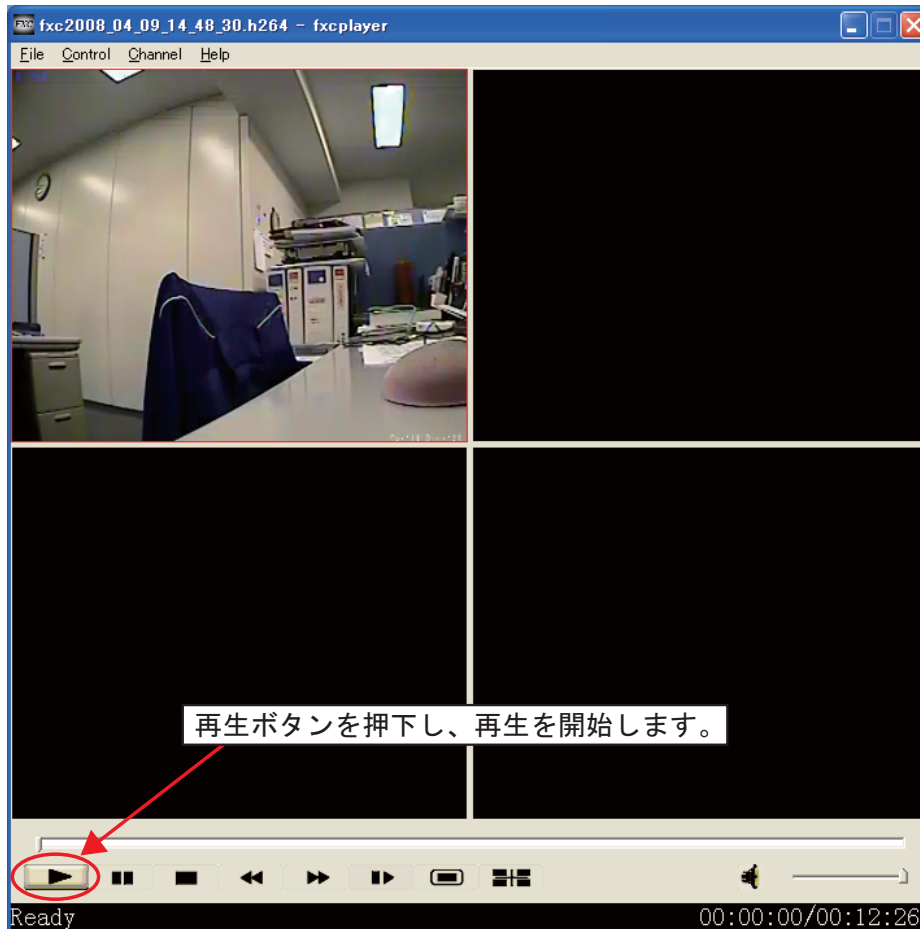 FXC fxc2008_04_09_14_48_30.h264 - fxcplayer
File Control Channel Help
再生ボタンを押下し、再生を開始します。
Ready 00:00:00/00:12:26